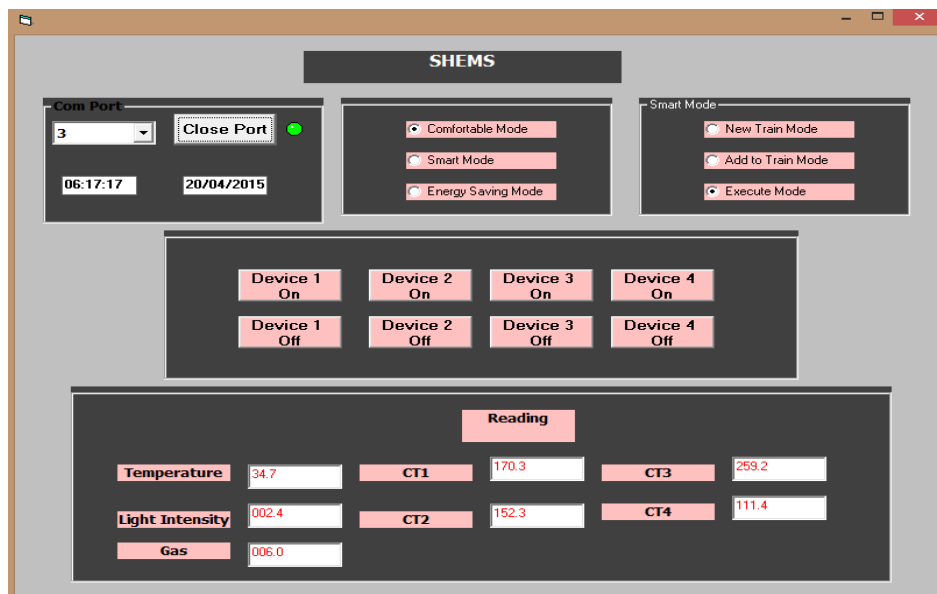 SHEMS
Com Port
3
Close Port
06:17:17
20/04/2015
Comfortable Mode
Smart Mode
Energy Saving Mode
Smart Mode
New Train Mode
Add to Train Mode
Execute Mode
Device 1
On
Device 2
On
Device 3
On
Device 4
On
Device 1
Off
Device 2
Off
Device 3
Off
Device 4
Off
Reading
Temperature
34.7
CT1
170.3
CT3
259.2
Light Intensity
002.4
CT2
152.3
CT4
111.4
Gas
006.0